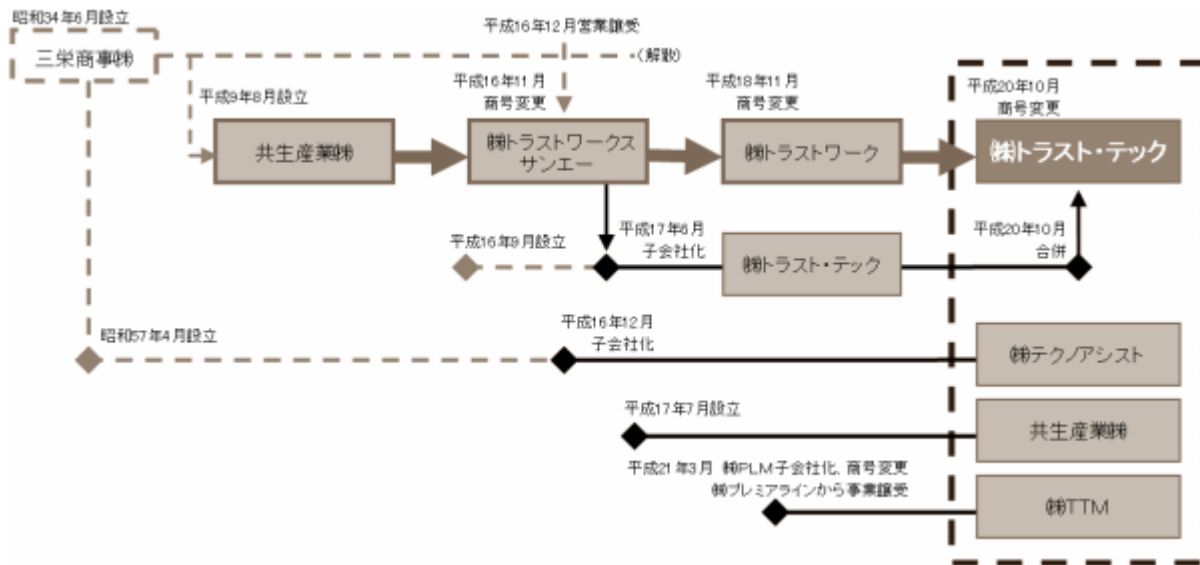 昭和34年6月設立
三栄商事㈱
平成16年12月営業譲受
(解散)
平成9年8月設立
共生産業㈱
平成16年11月
商号変更
㈱トラストワークス
サンエー
平成18年11月
商号変更
㈱トラストワーク
平成20年10月
商号変更
㈱トラスト・テック
平成16年9月設立
平成17年6月
子会社化
㈱トラスト・テック
平成20年10月
合併
昭和57年4月設立
平成16年12月
子会社化
㈱テクノアシスト
平成17年7月設立
共生産業㈱
平成21年3月 ㈱PLM子会社化、商号変更
㈱プレミアラインから事業譲受
㈱TTM